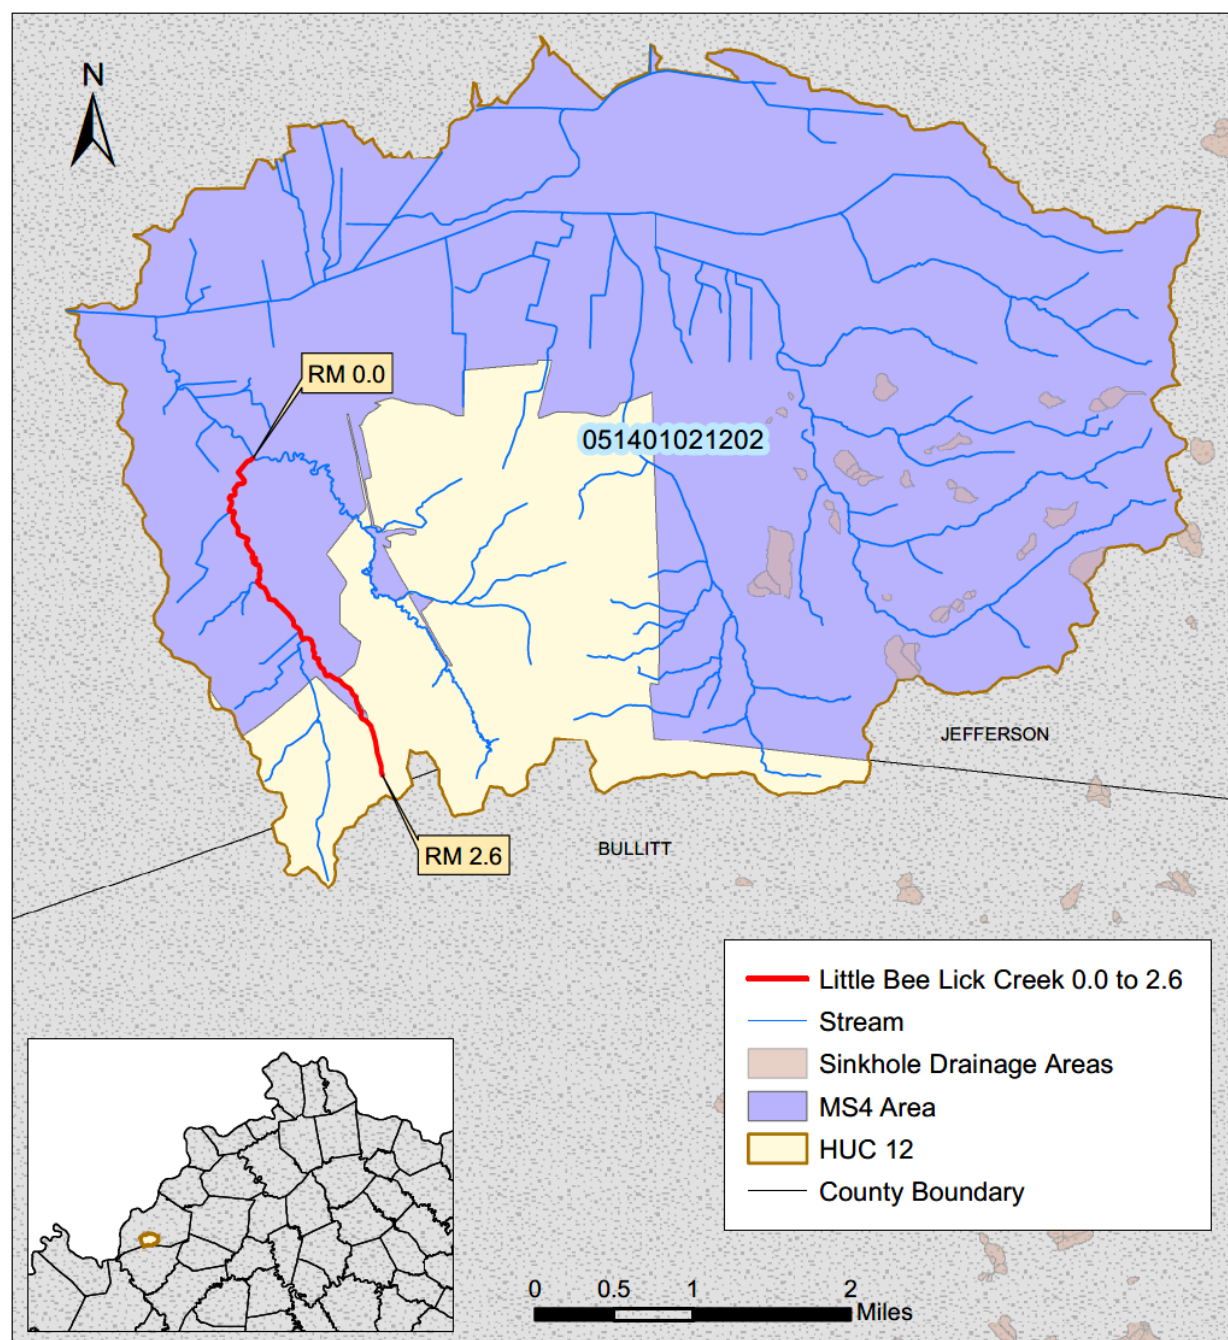 N
RM 0.0
051401021202
JEFFERSON
BULLITT
RM 2.6
Little Bee Lick Creek 0.0 to 2.6
Stream
Sinkhole Drainage Areas
MS4 Area
HUC 12
County Boundary
0 0.5 1 2
Miles